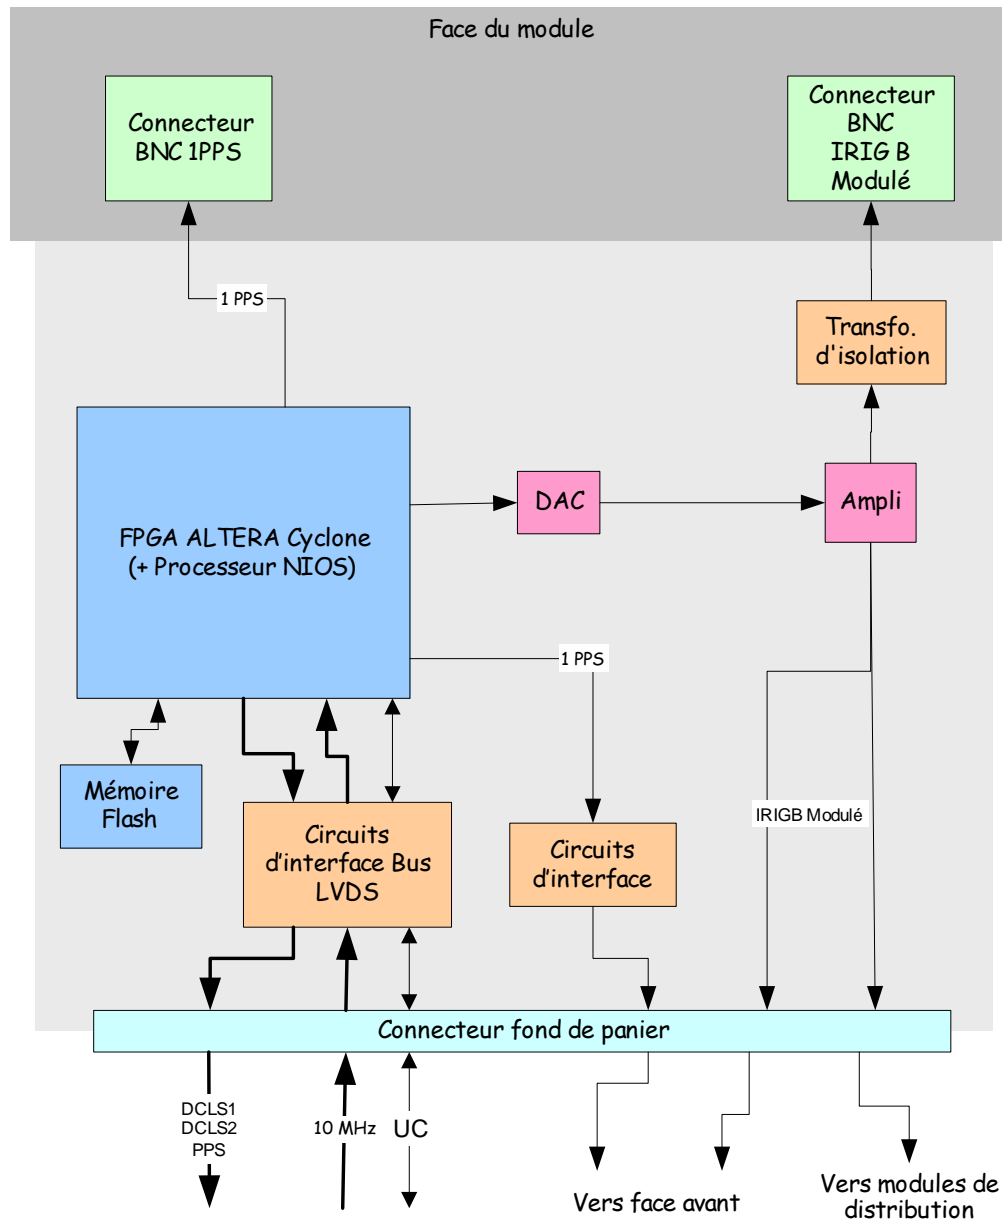 Face du module
Connecteur
BNC 1PPS
Connecteur
BNC
IRIG B
Modulé
1 PPS
Transfo.
d'isolation
FPGA ALTERA Cyclone
(+ Processeur NIOS)
DAC
Ampli
1 PPS
Mémoire
Flash
Circuits
d’interface Bus
LVDS
Circuits
d’interface
IRIGB Modulé
Connecteur fond de panier
DCLS1
DCLS2
PPS
10 MHz
UC
Vers face avant
Vers modules de
distribution